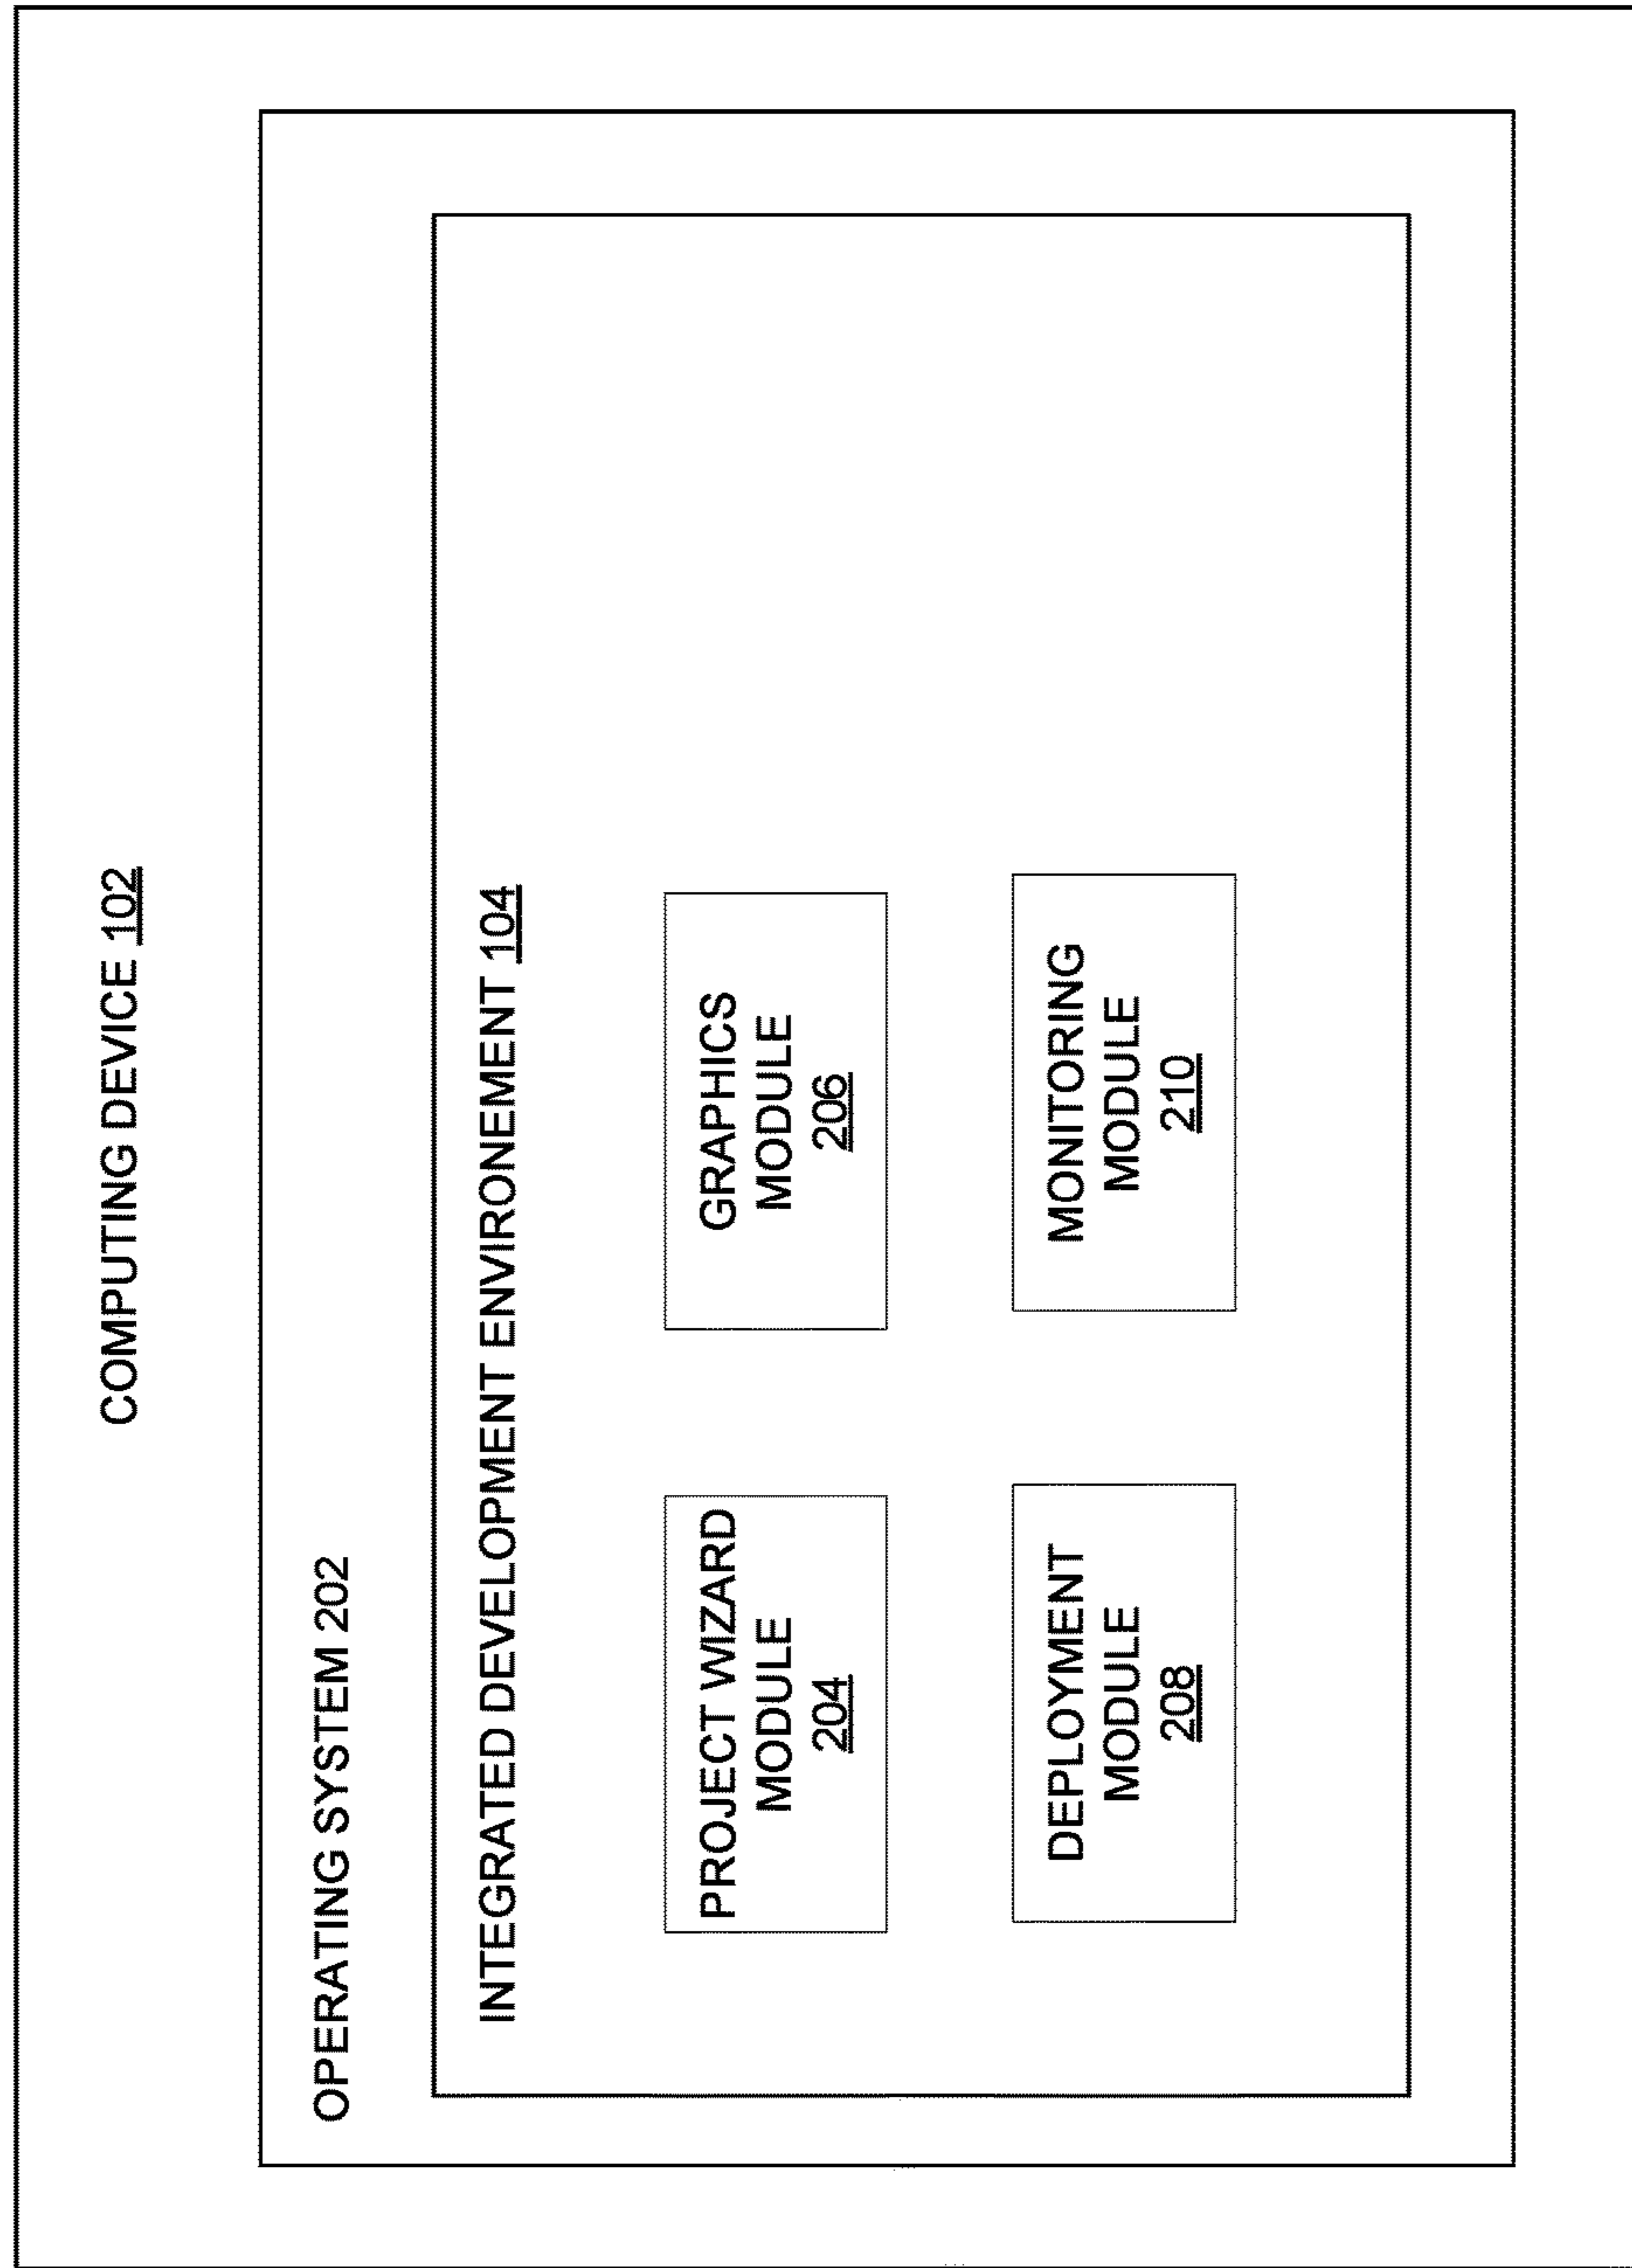 COMPUTING DEVICE 102
OPERATING SYSTEM 202
INTEGRATED DEVELOPMENT ENVIRONEMENT 104
PROJECT WIZARD
MODULE
204
GRAPHICS
MODULE
206
DEPLOYMENT
MODULE
208
MONITORING
MODULE
210